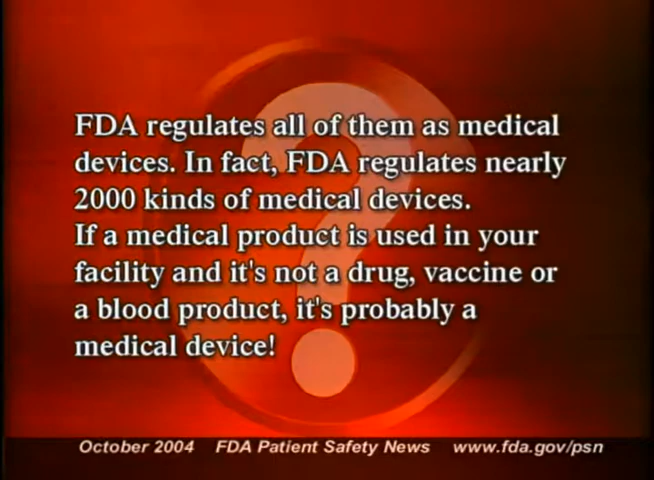 FDA regulates all of them as medical
devices. In fact, FDA regulates nearly
2000 kinds of medical devices.
If a medical product is used in your
facility and it's not a drug, vaccine or
a blood product, it's probably a
medical device!
October 2004 FDA Patient Safety News www.fda.gov/psn